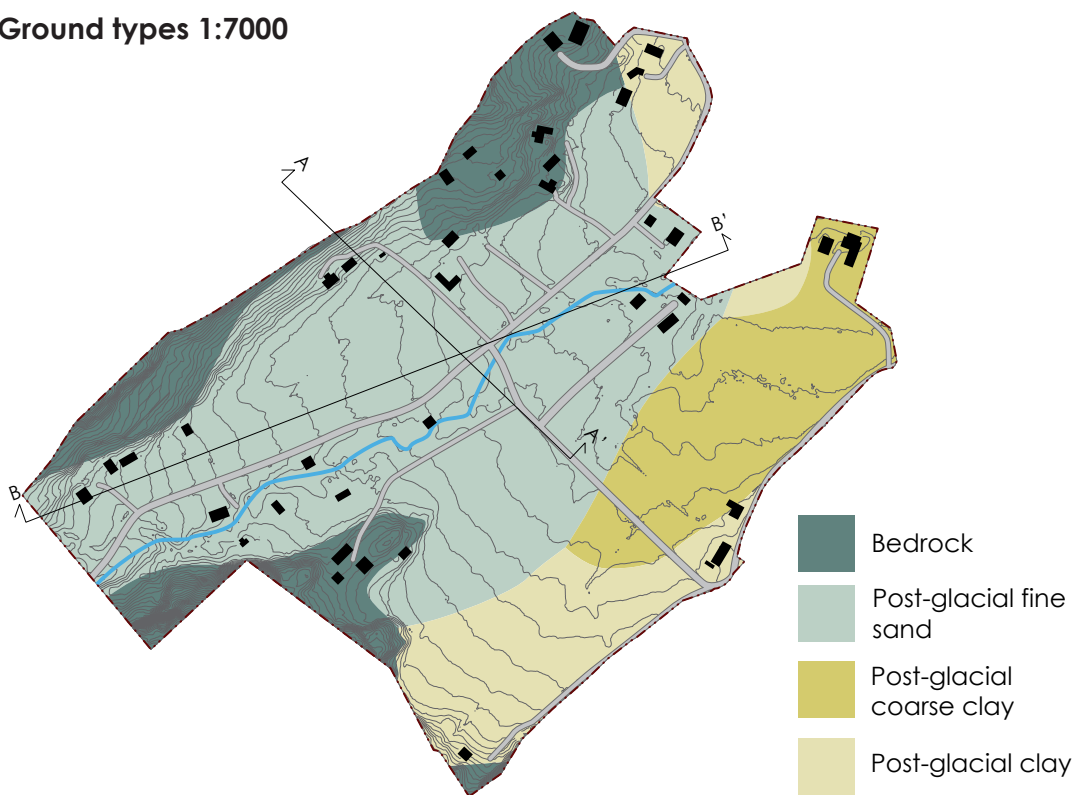 Ground types 1:7000
A
B'
A'
B
Bedrock
Post-glacial fine
sand
Post-glacial
coarse clay
Post-glacial clay